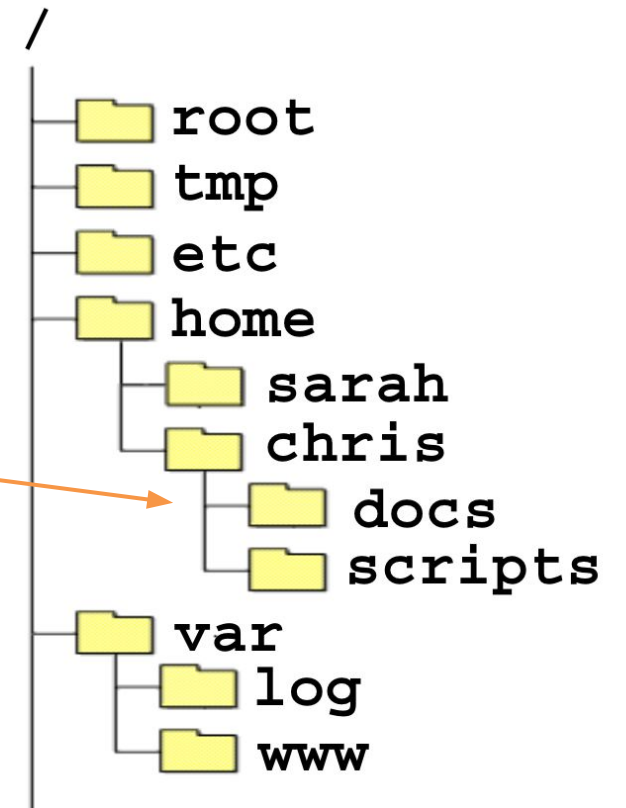 /
root
tmp
etc
home
sarah
chris
docs
scripts
var
log
www